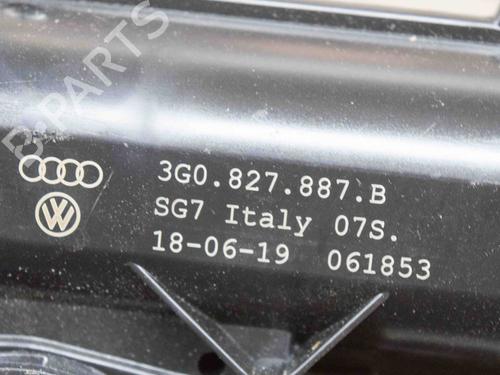 B PARTS
3G0.827.887.B
SG7 Italy 07S.
18-06-19 061853